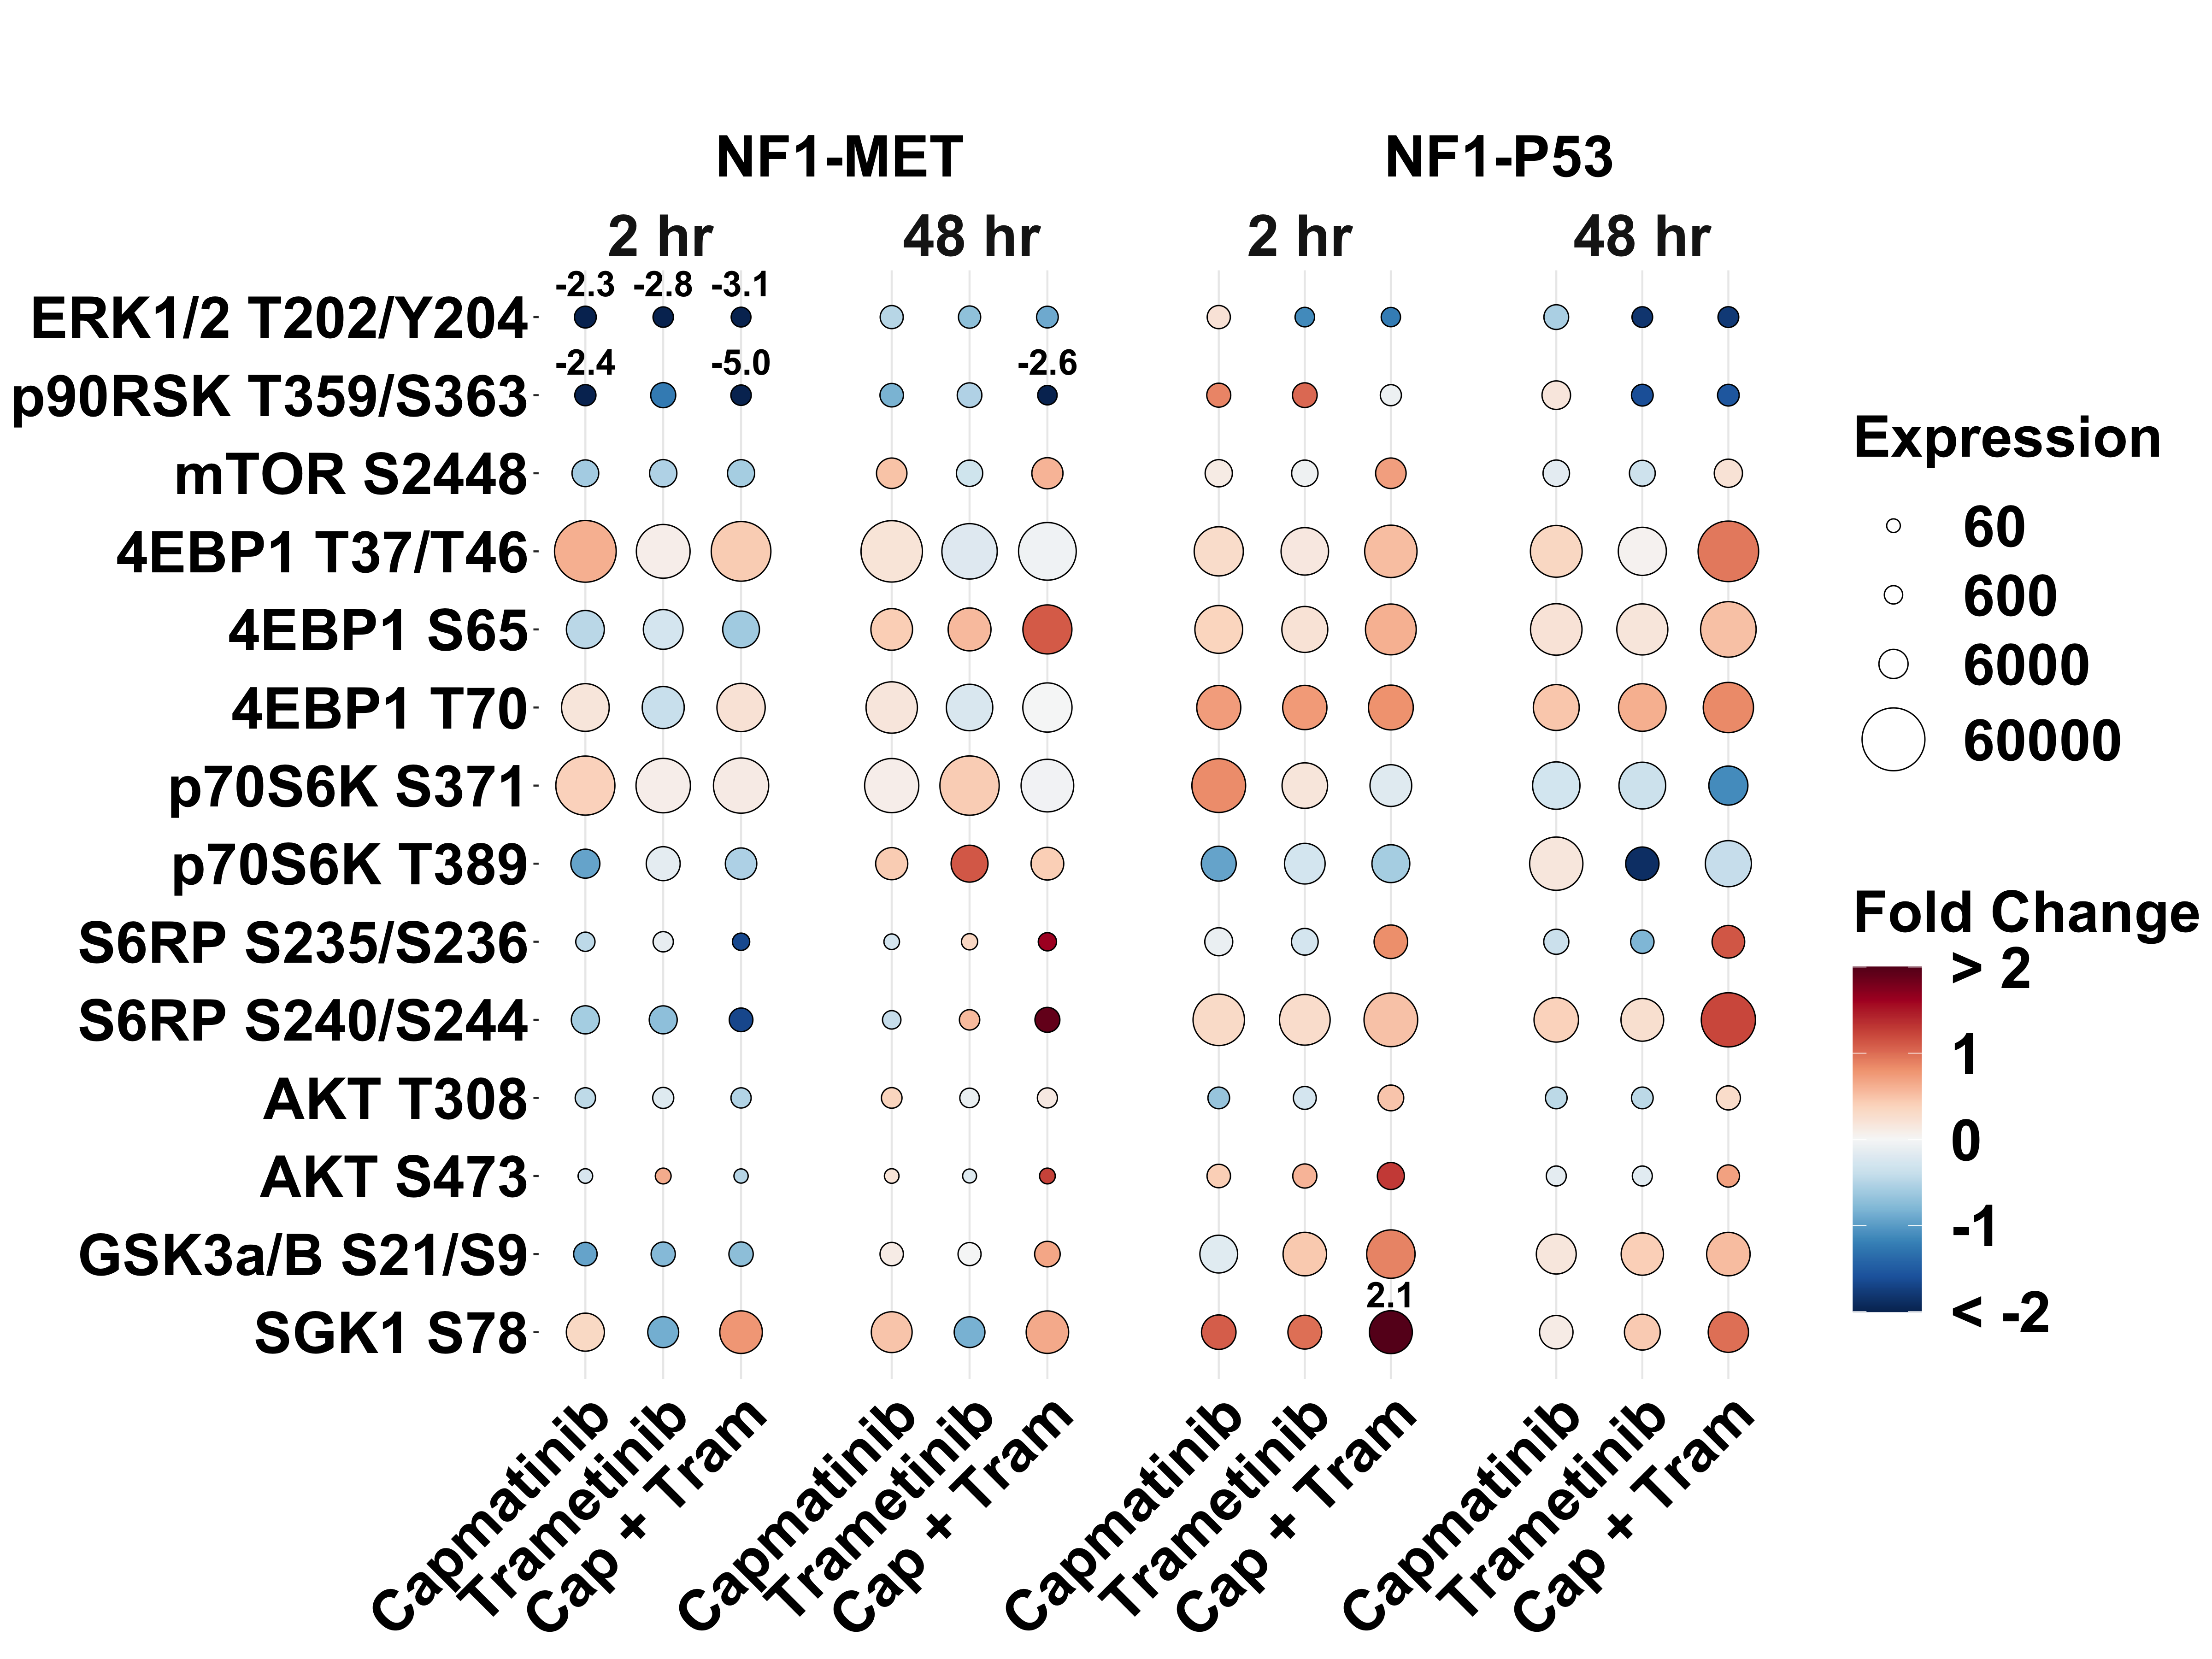 NF1-MET NF1-P53
2 hr 48 hr 2 hr 48 hr
-2.3 -2.8 -3.1
ERK1/2 T202/Y204
-2.4 -5.0 -2.6
p90RSK T359/S363
mTOR S2448
4EBP1 T37/T46
4EBP1 S65
4EBP1 T70
p70S6K S371
p70S6K T389
S6RP S235/S236
S6RP S240/S244
AKT T308
AKT S473
GSK3a/B S21/S9
2.1
SGK1 S78
Capmatinib
Trametinib
Cap + Tram
Capmatinib
Trametinib
Cap + Tram
Capmatinib
Trametinib
Cap + Tram
Capmatinib
Trametinib
Cap + Tram
Expression
60
600
6000
60000
Fold Change
> 2
1
0
-1
< -2